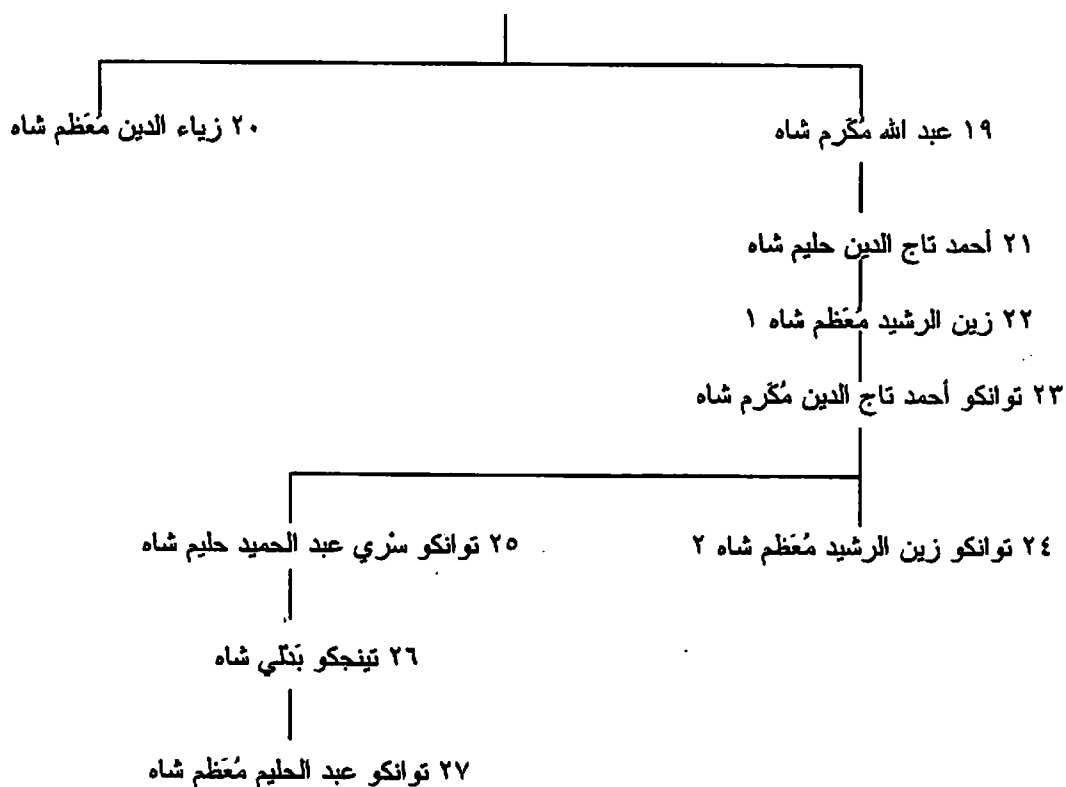 ١٩ عبد الله مُكَرم شاه
٢٠ زياء الدين مُعَظم شاه
٢١ أحمد تاج الدين حليم شاه
٢٢ زين الرشيد مُعَظم شاه ١
٢٣ توانكو أحمد تاج الدين مُكَرم شاه
٢٤ توانكو زين الرشيد مُعَظم شاه ٢
٢٥ توانكو سْري عبد الحميد حليم شاه
٢٦ تينجكو بَدلي شاه
٢٧ توانكو عبد الحليم مُعَظم شاه